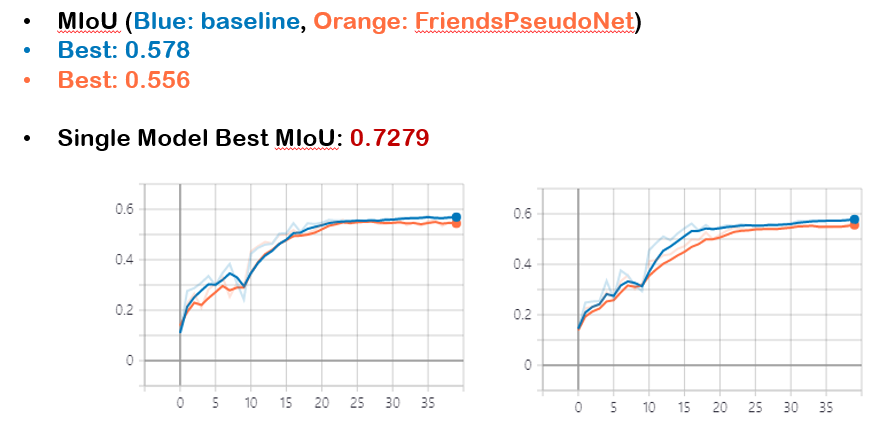 • MIoU (Blue: baseline, Orange: FriendsPseudoNet)
• Best: 0.578
• Best: 0.556
• Single Model Best MIoU: 0.7279
0.6
0.4
0.2
0
0 5 10 15 20 25 30 35
0.6
0.4
0.2
0
0 5 10 15 20 25 30 35